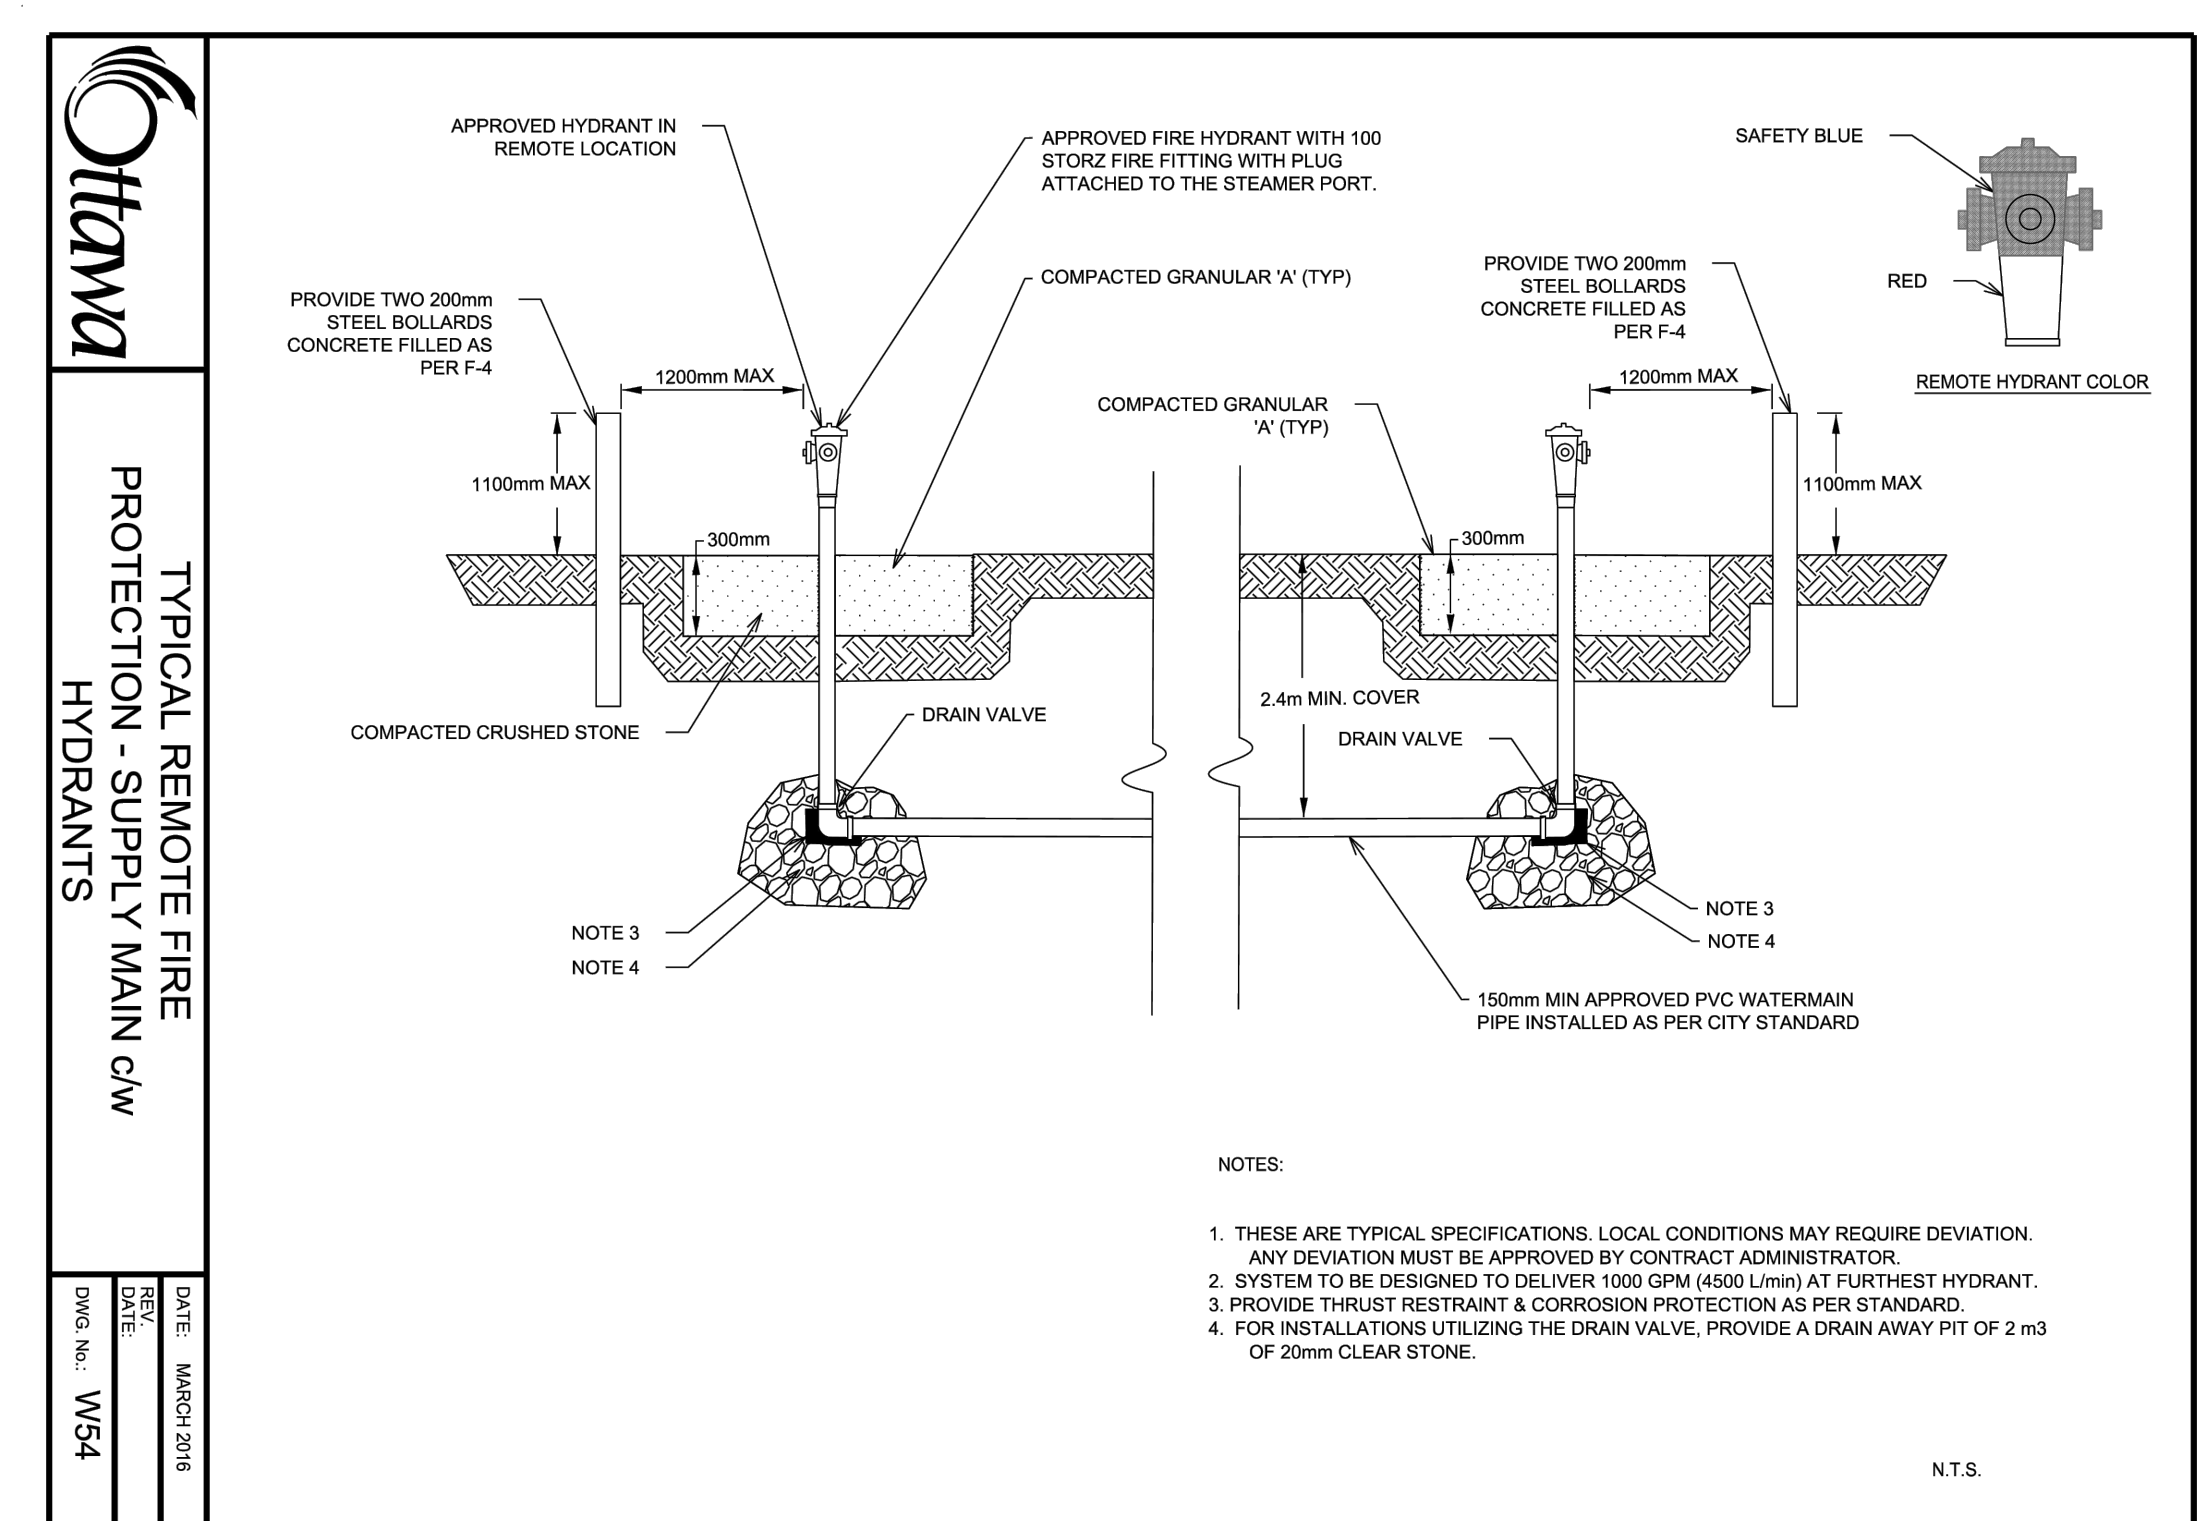 Ottawa
TYPICAL REMOTE FIRE
PROTECTION - SUPPLY MAIN c/w
HYDRANTS
DATE: MARCH 2016
REV.
DATE:
DWG. No.: W54
APPROVED HYDRANT IN
REMOTE LOCATION
APPROVED FIRE HYDRANT WITH 100
STORZ FIRE FITTING WITH PLUG
ATTACHED TO THE STEAMER PORT.
SAFETY BLUE
RED
REMOTE HYDRANT COLOR
PROVIDE TWO 200mm
STEEL BOLLARDS
CONCRETE FILLED AS
PER F-4
COMPACTED GRANULAR 'A' (TYP)
PROVIDE TWO 200mm
STEEL BOLLARDS
CONCRETE FILLED AS
PER F-4
1200mm MAX
1200mm MAX
COMPACTED GRANULAR
'A' (TYP)
1100mm MAX
1100mm MAX
300mm
300mm
2.4m MIN. COVER
COMPACTED CRUSHED STONE
DRAIN VALVE
DRAIN VALVE
NOTE 3
NOTE 4
NOTE 3
NOTE 4
150mm MIN APPROVED PVC WATERMAIN
PIPE INSTALLED AS PER CITY STANDARD
NOTES:
1. THESE ARE TYPICAL SPECIFICATIONS. LOCAL CONDITIONS MAY REQUIRE DEVIATION.
ANY DEVIATION MUST BE APPROVED BY CONTRACT ADMINISTRATOR.
2. SYSTEM TO BE DESIGNED TO DELIVER 1000 GPM (4500 L/min) AT FURTHEST HYDRANT.
3. PROVIDE THRUST RESTRAINT & CORROSION PROTECTION AS PER STANDARD.
4. FOR INSTALLATIONS UTILIZING THE DRAIN VALVE, PROVIDE A DRAIN AWAY PIT OF 2 m3
OF 20mm CLEAR STONE.
N.T.S.